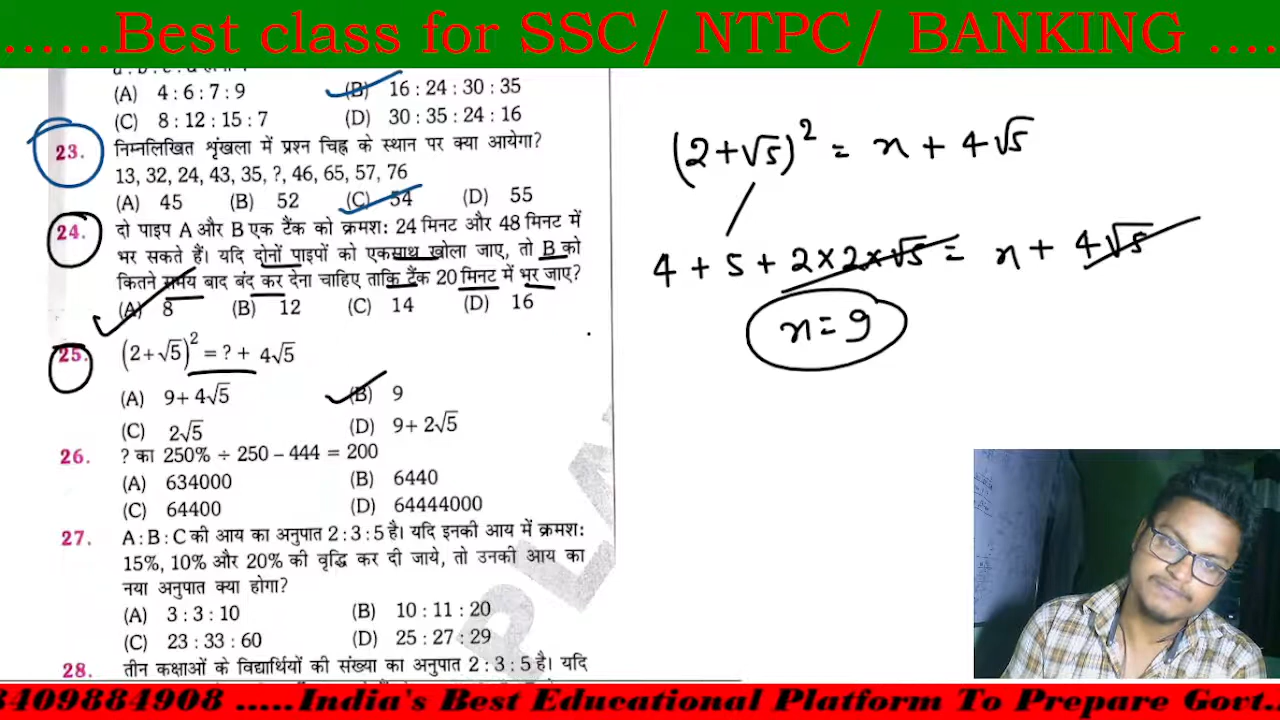 ......Best class for SSC/ NTPC/ BANKING ....
(A) 4 : 6 : 7 : 9 (B) 16 : 24 : 30 : 35
(C) 8 : 12 : 15 : 7 (D) 30 : 35 : 24 : 16
23. निम्नलिखित शृंखला में प्रश्न चिह्न के स्थान पर क्या आयेगा?
13, 32, 24, 43, 35, ?, 46, 65, 57, 76
(A) 45 (B) 52 (C) 54 (D) 55
24. दो पाइप A और B एक टैंक को क्रमश: 24 मिनट और 48 मिनट में
भर सकते हैं। यदि दोनों पाइपों को एकसाथ खोला जाए, तो B को
कितने समय बाद बंद कर देना चाहिए ताकि टैंक 20 मिनट में भर जाए?
(A) 8 (B) 12 (C) 14 (D) 16
25. (2+√5)² = ? + 4√5
(A) 9+ 4√5 (B) 9
(C) 2√5 (D) 9+ 2√5
26. ? का 250% ÷ 250 – 444 = 200
(A) 634000 (B) 6440
(C) 64400 (D) 64444000
27. A : B : C की आय का अनुपात 2 : 3 : 5 है। यदि इनकी आय में क्रमश:
15%, 10% और 20% की वृद्धि कर दी जाये, तो उनकी आय का
नया अनुपात क्या होगा?
(A) 3 : 3 : 10 (B) 10 : 11 : 20
(C) 23 : 33 : 60 (D) 25 : 27 : 29
28. तीन कक्षाओं के विद्यार्थियों की संख्या का अनुपात 2 : 3 : 5 है। यदि
(2+√5)² = n + 4√5
4 + 5 + 2×2×√5 = n + 4√5
n = 9
8409884908 .....India's Best Educational Platform To Prepare Govt..